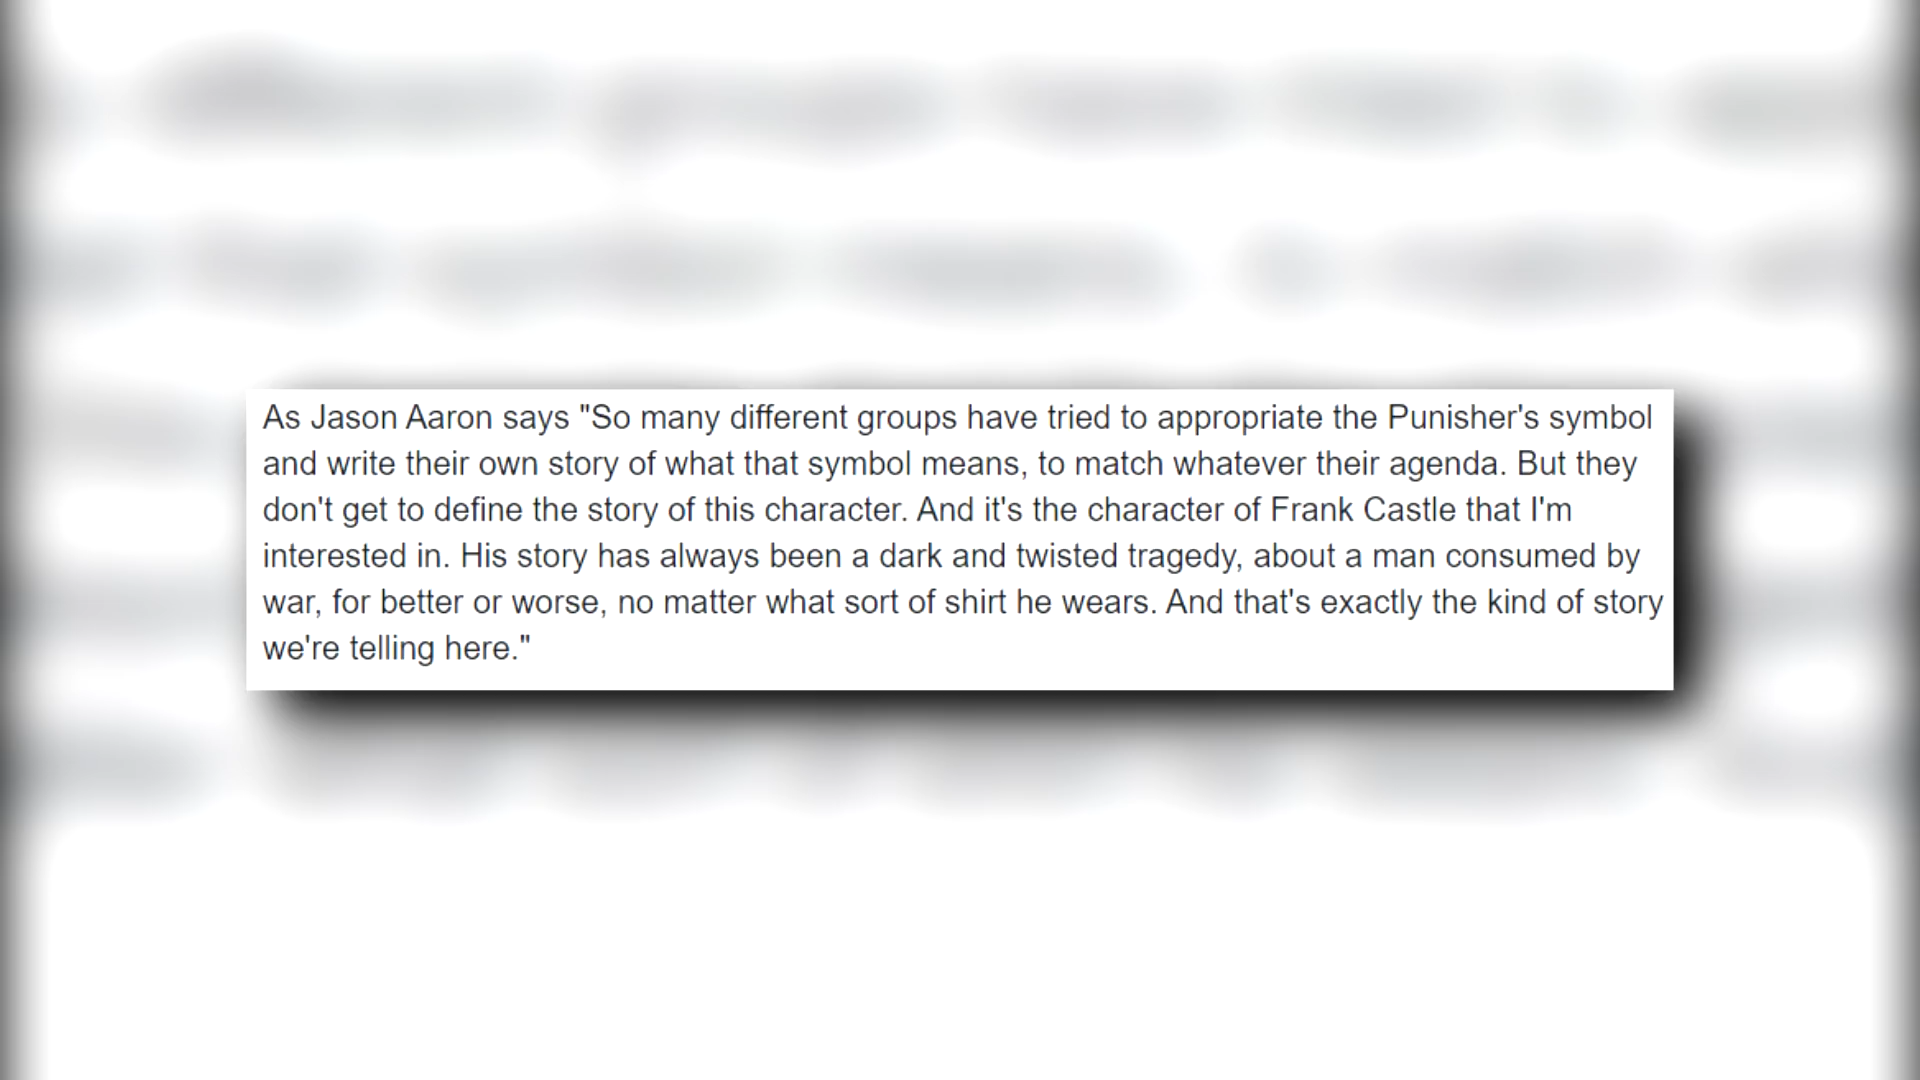 As Jason Aaron says "So many different groups have tried to appropriate the Punisher's symbol
and write their own story of what that symbol means, to match whatever their agenda. But they
don't get to define the story of this character. And it's the character of Frank Castle that I'm
interested in. His story has always been a dark and twisted tragedy, about a man consumed by
war, for better or worse, no matter what sort of shirt he wears. And that's exactly the kind of story
we're telling here."